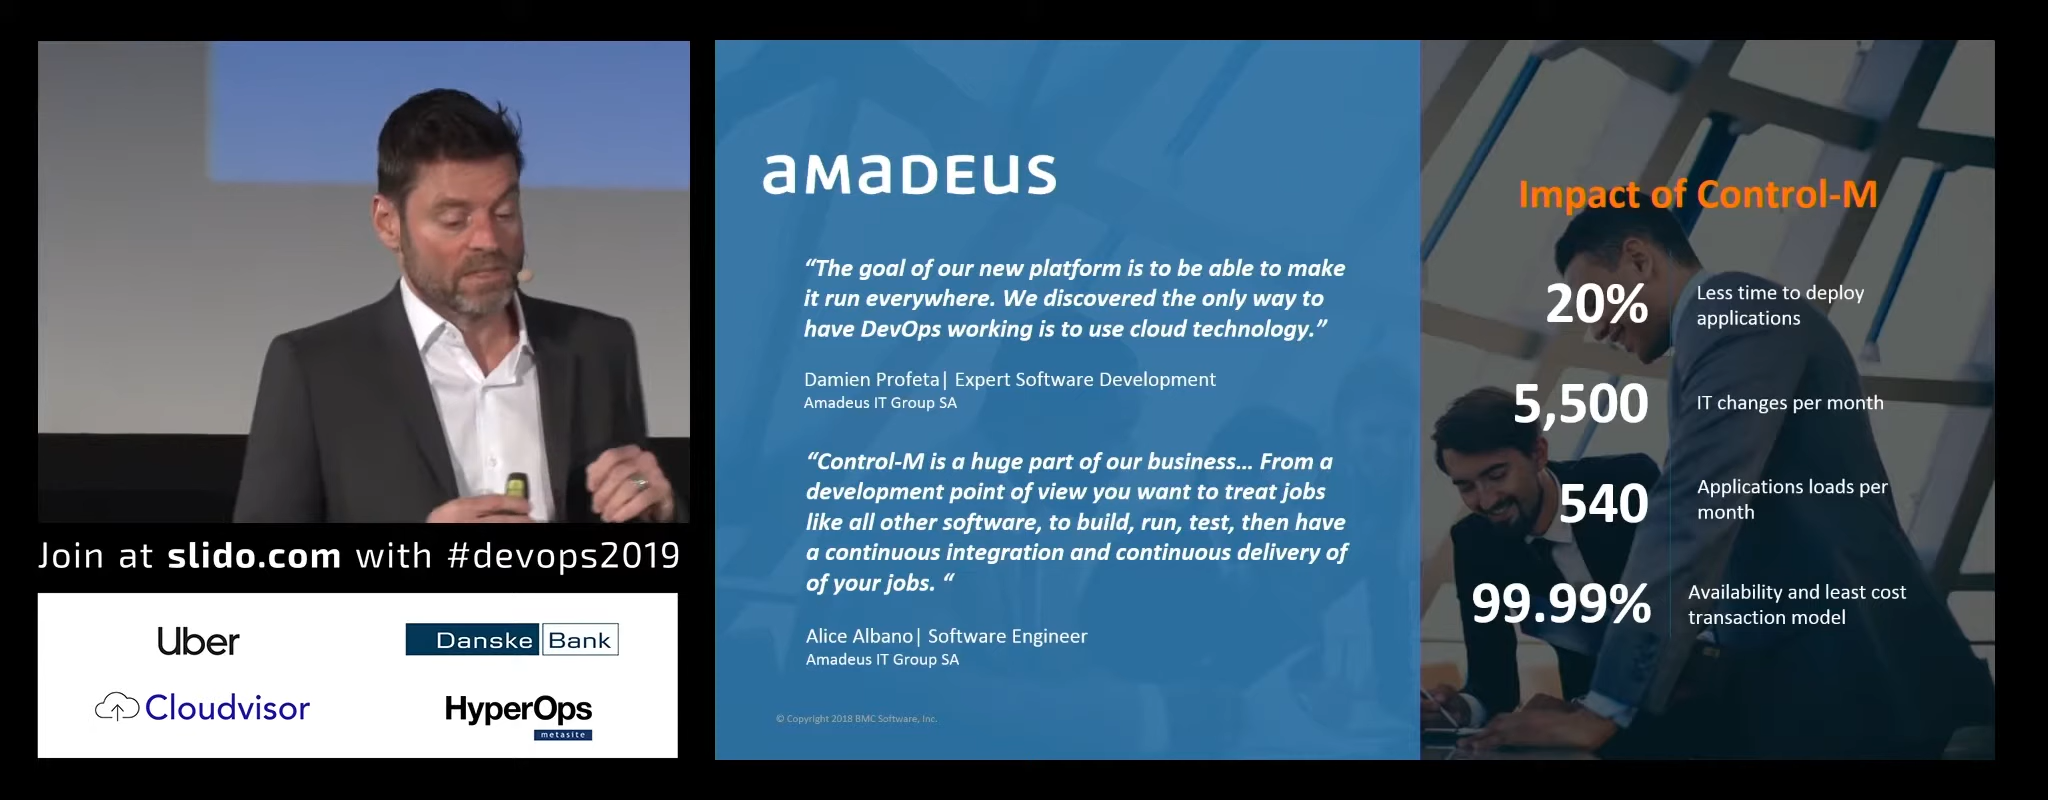 Join at slido.com with #devops2019
Uber
Danske Bank
Cloudvisor
HyperOps
metasite
amaDEUS
“The goal of our new platform is to be able to make
it run everywhere. We discovered the only way to
have DevOps working is to use cloud technology.”
Damien Profeta| Expert Software Development
Amadeus IT Group SA
“Control-M is a huge part of our business... From a
development point of view you want to treat jobs
like all other software, to build, run, test, then have
a continuous integration and continuous delivery of
of your jobs. “
Alice Albano| Software Engineer
Amadeus IT Group SA
© Copyright 2018 BMC Software, Inc.
Impact of Control-M
20%
Less time to deploy
applications
5,500
IT changes per month
540
Applications loads per
month
99.99%
Availability and least cost
transaction model